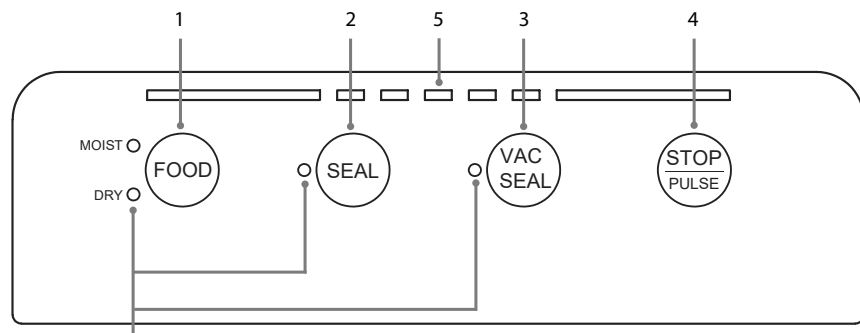 1 2 5 3 4
MOIST
DRY
FOOD
SEAL
VAC
SEAL
STOP
PULSE